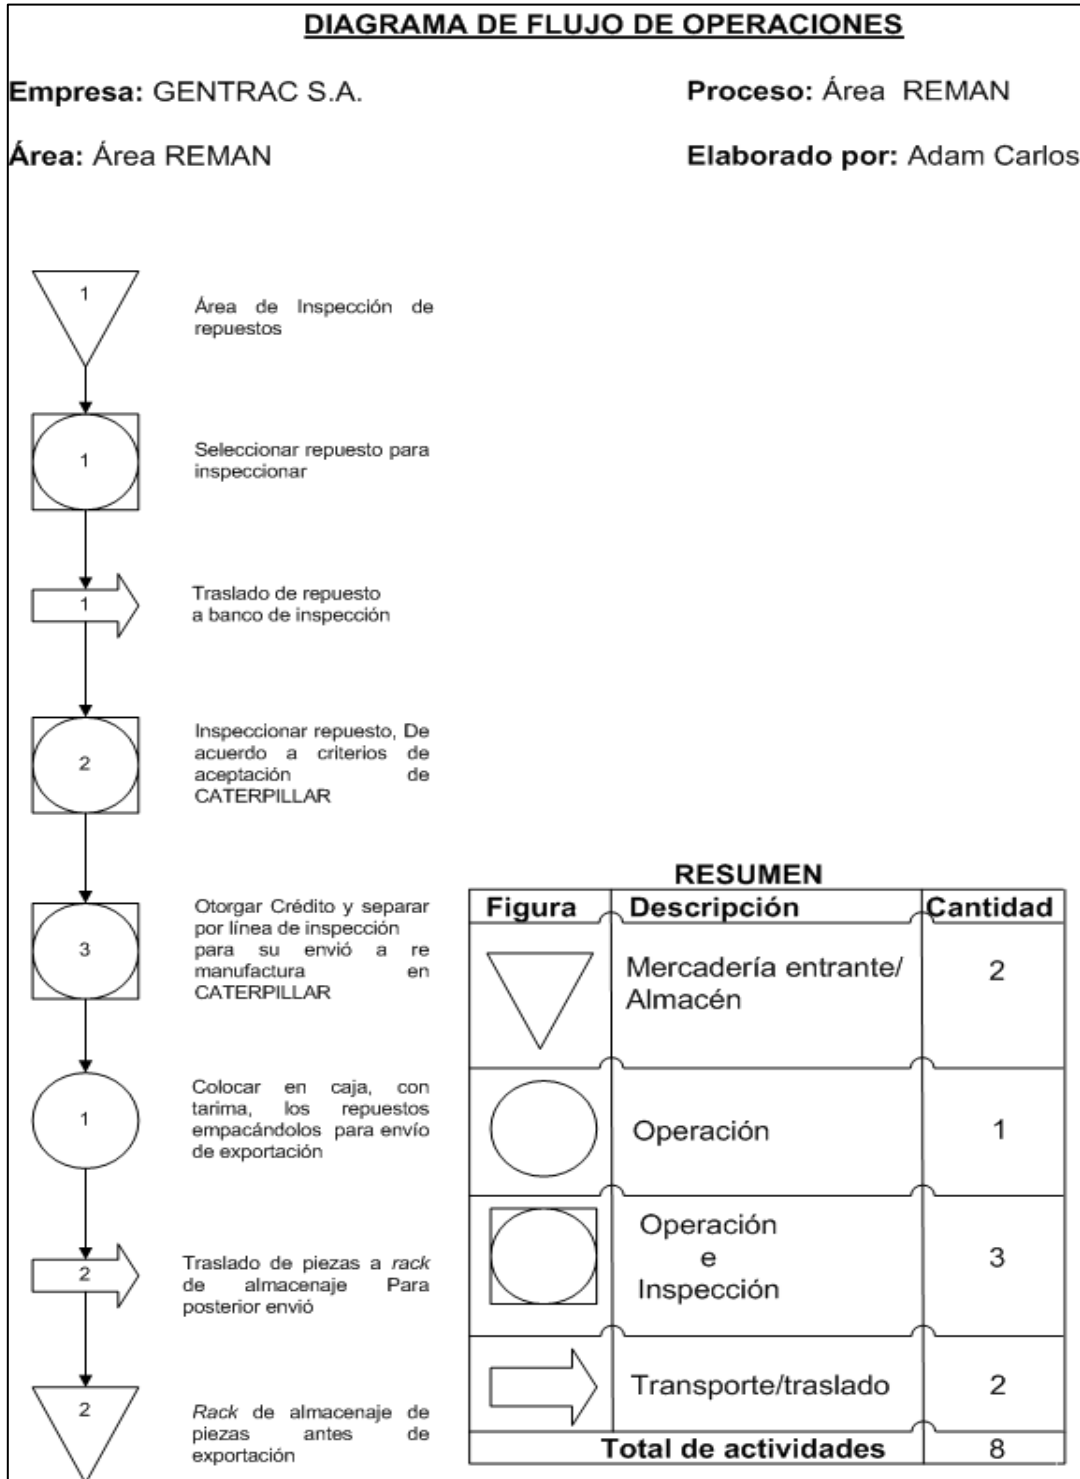 DIAGRAMA DE FLUJO DE OPERACIONES
Empresa: GENTRAC S.A.
Proceso: Área REMAN
Área: Área REMAN
Elaborado por: Adam Carlos
1
Área de Inspección de
repuestos
1
Seleccionar repuesto para
inspeccionar
1
Traslado de repuesto
a banco de inspección
2
Inspeccionar repuesto, De
acuerdo a criterios de
aceptación de
CATERPILLAR
3
Otorgar Crédito y separar
por línea de inspección
para su envió a re
manufactura en
CATERPILLAR
1
Colocar en caja, con
tarima, los repuestos
empacándolos para envío
de exportación
2
Traslado de piezas a rack
de almacenaje Para
posterior envió
2
Rack de almacenaje de
piezas antes de
exportación
RESUMEN
Figura Descripción Cantidad
Mercadería entrante/
Almacén
2
Operación 1
Operación
e
Inspección
3
Transporte/traslado 2
Total de actividades 8